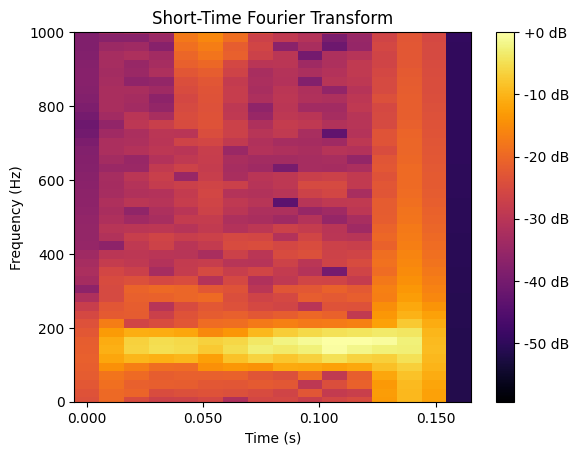 Short-Time Fourier Transform
Frequency (Hz)
1000
800
600
400
200
0
0.000
0.050
0.100
0.150
Time (s)
+0 dB
-10 dB
-20 dB
-30 dB
-40 dB
-50 dB